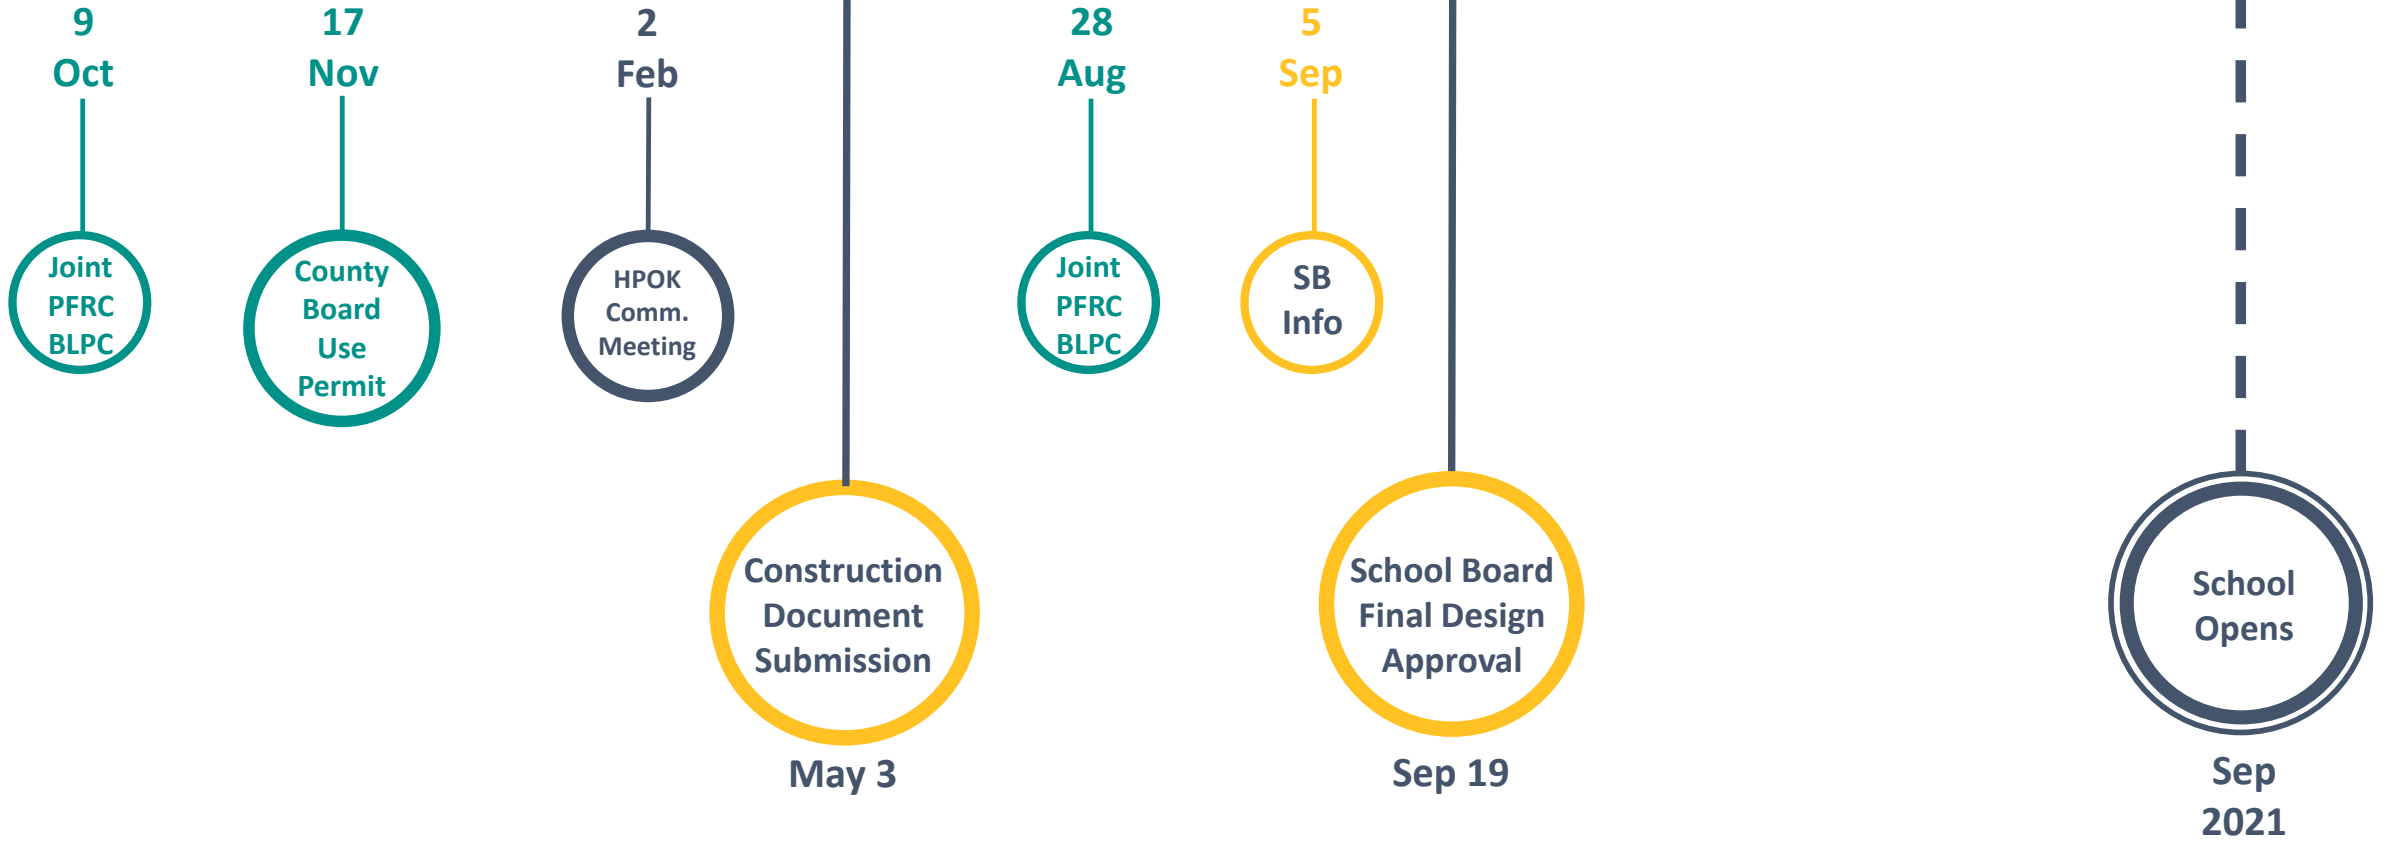 9
Oct
Joint
PFRC
BLPC
17
Nov
County
Board
Use
Permit
2
Feb
HPOK
Comm.
Meeting
Construction
Document
Submission
May 3
28
Aug
Joint
PFRC
BLPC
5
Sep
SB
Info
School Board
Final Design
Approval
Sep 19
School
Opens
Sep
2021